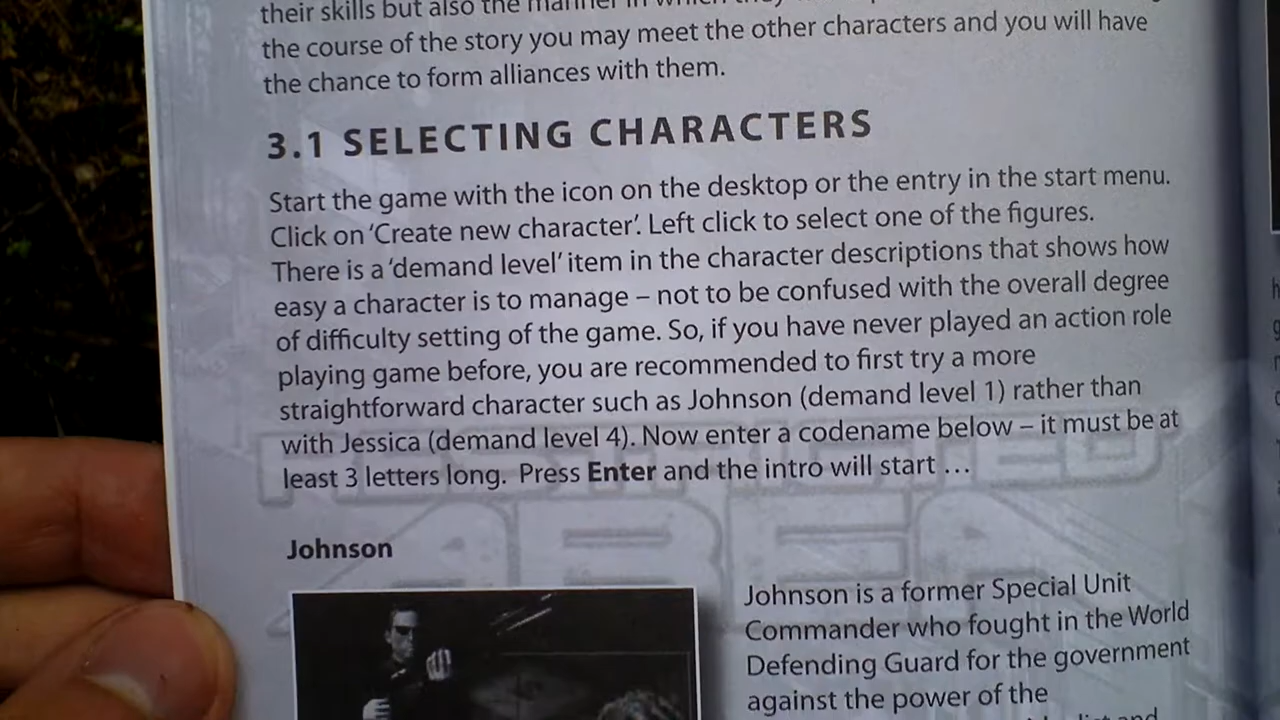 their skills but also the manner in which they
the course of the story you may meet the other characters and you will have
the chance to form alliances with them.
3.1 SELECTING CHARACTERS
Start the game with the icon on the desktop or the entry in the start menu.
Click on 'Create new character'. Left click to select one of the figures.
There is a 'demand level' item in the character descriptions that shows how
easy a character is to manage – not to be confused with the overall degree
of difficulty setting of the game. So, if you have never played an action role
playing game before, you are recommended to first try a more
straightforward character such as Johnson (demand level 1) rather than
with Jessica (demand level 4). Now enter a codename below – it must be at
least 3 letters long. Press Enter and the intro will start ...
RESTRICTED
AREA
Johnson
Johnson is a former Special Unit
Commander who fought in the World
Defending Guard for the government
against the power of the
and